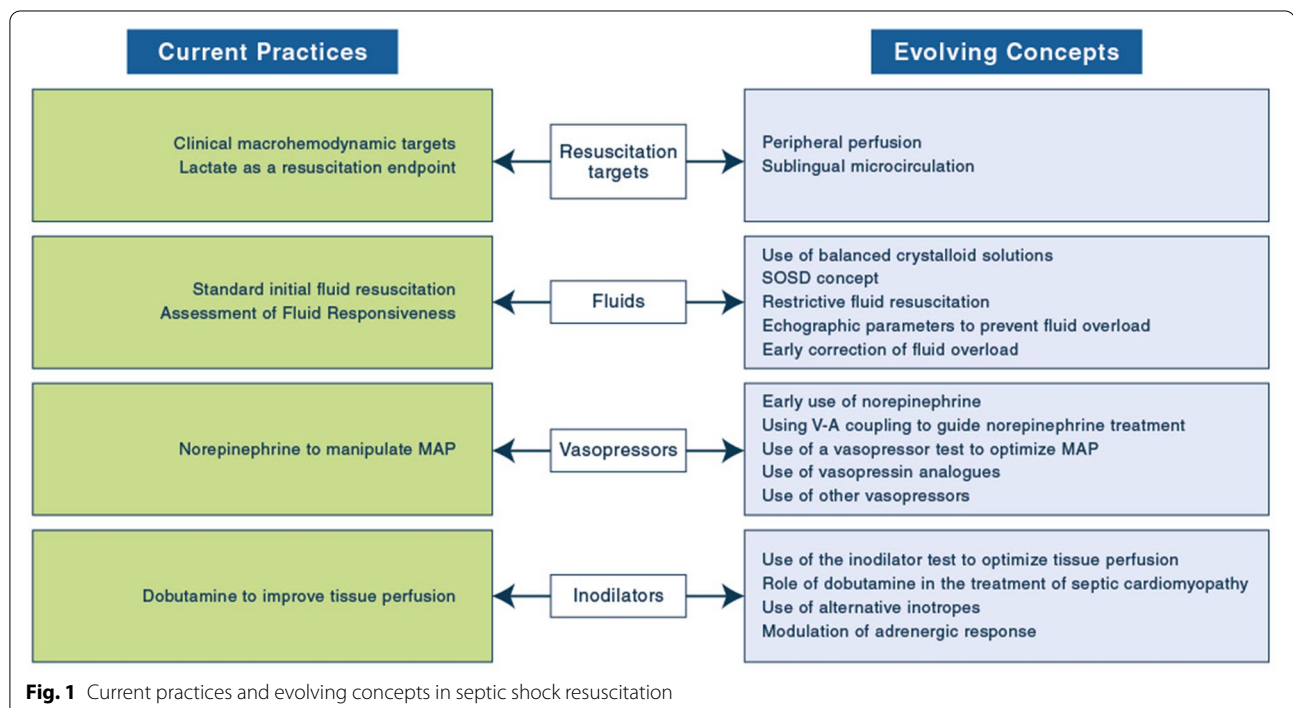 Current Practices
Evolving Concepts
Clinical macrohemodynamic targets
Lactate as a resuscitation endpoint
Resuscitation
targets
Peripheral perfusion
Sublingual microcirculation
Standard initial fluid resuscitation
Assessment of Fluid Responsiveness
Fluids
Use of balanced crystalloid solutions
SOSD concept
Restrictive fluid resuscitation
Echographic parameters to prevent fluid overload
Early correction of fluid overload
Norepinephrine to manipulate MAP
Vasopressors
Early use of norepinephrine
Using V-A coupling to guide norepinephrine treatment
Use of a vasopressor test to optimize MAP
Use of vasopressin analogues
Use of other vasopressors
Dobutamine to improve tissue perfusion
Inodilators
Use of the inodilator test to optimize tissue perfusion
Role of dobutamine in the treatment of septic cardiomyopathy
Use of alternative inotropes
Modulation of adrenergic response
Fig. 1 Current practices and evolving concepts in septic shock resuscitation